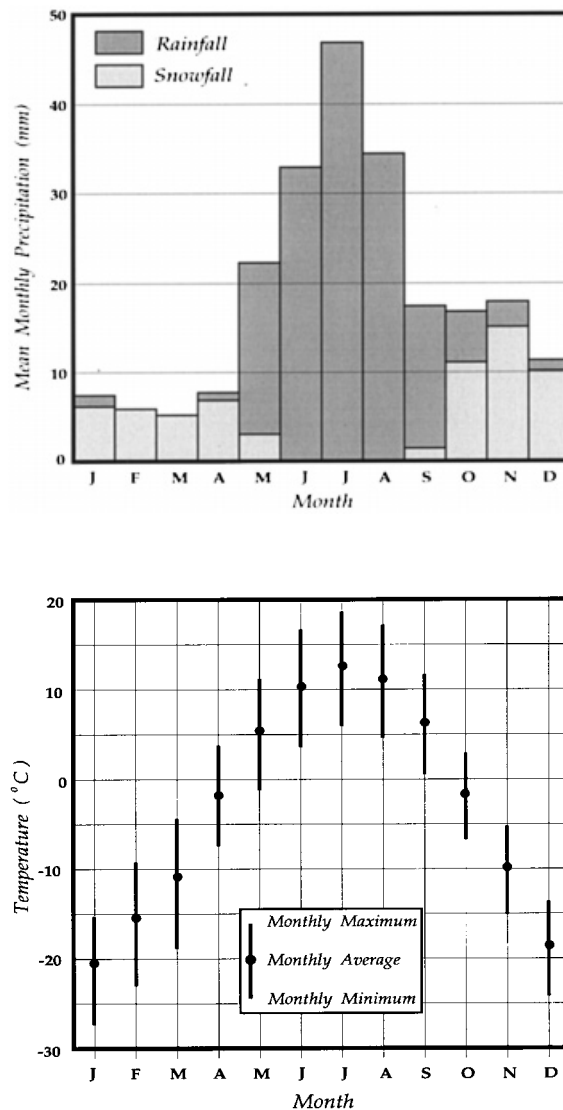 50
Rainfall
Snowfall
40
30
20
10
0
Mean Monthly Precipitation (mm)
J F M A M J J A S O N D
Month
20
10
0
-10
-20
-30
Temperature ( °C)
Monthly Maximum
Monthly Average
Monthly Minimum
J F M A M J J A S O N D
Month